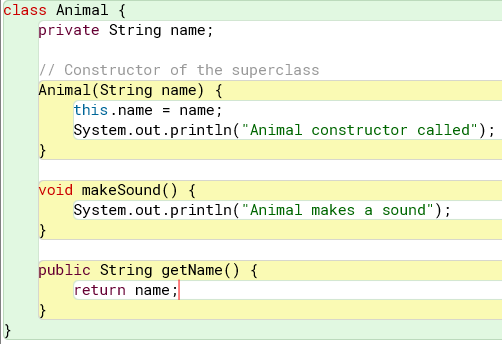 class Animal {
    private String name;

    // Constructor of the superclass
    Animal(String name) {
        this.name = name;
        System.out.println("Animal constructor called");
    }

    void makeSound() {
        System.out.println("Animal makes a sound");
    }

    public String getName() {
        return name;
    }
}